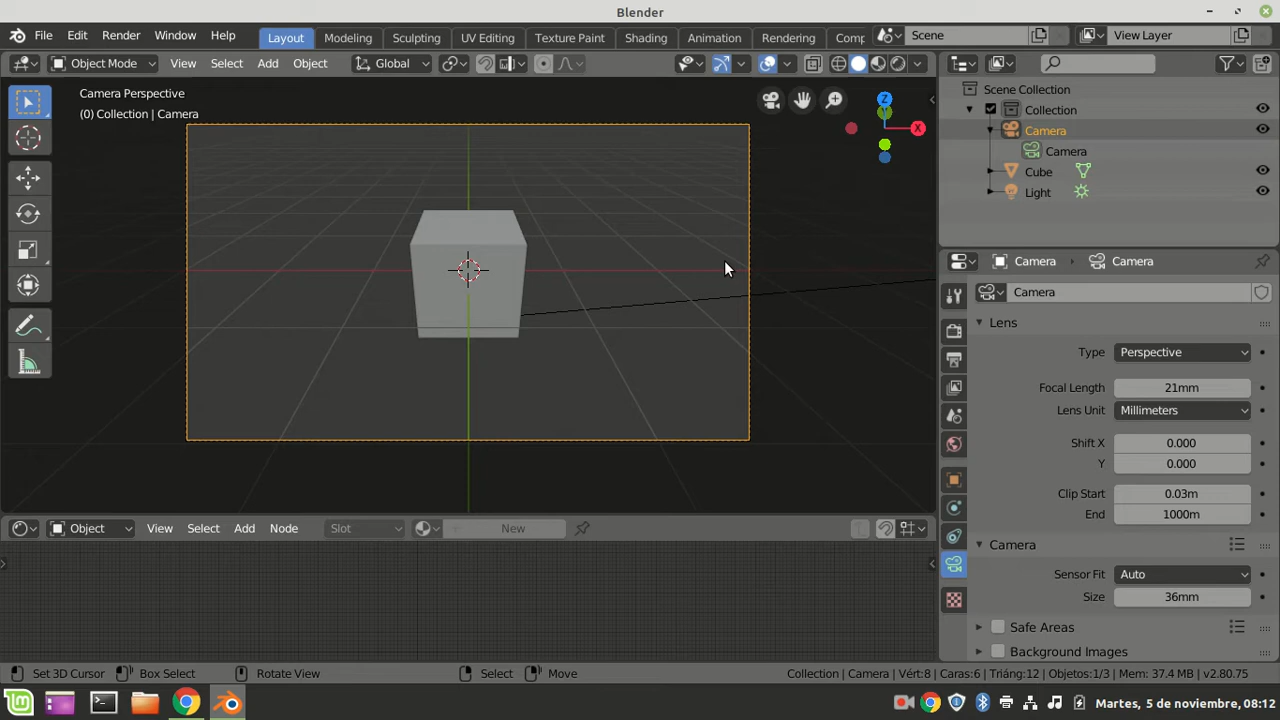 Blender
File Edit Render Window Help Layout Modeling Sculpting UV Editing Texture Paint Shading Animation Rendering Comp Scene View Layer
Object Mode View Select Add Object Global
Camera Perspective
(0) Collection | Camera
Z
X
Scene Collection
Collection
Camera
Camera
Cube
Light
Camera Camera
Camera
Lens
Type Perspective
Focal Length 21mm
Lens Unit Millimeters
Shift X 0.000
Y 0.000
Clip Start 0.03m
End 1000m
Camera
Sensor Fit Auto
Size 36mm
Safe Areas
Background Images
Object View Select Add Node Slot New
Set 3D Cursor Box Select Rotate View Select Move Collection | Camera | Vért:8 | Caras:6 | Triáng:12 | Objetos:1/3 | Mem: 37.4 MB | v2.80.75
Martes, 5 de noviembre, 08:12